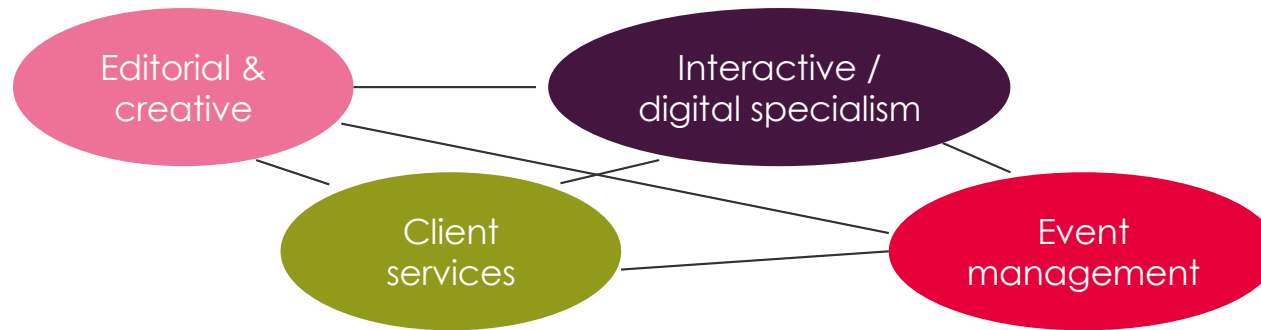 Editorial &
creative
Interactive /
digital specialism
Client
services
Event
management